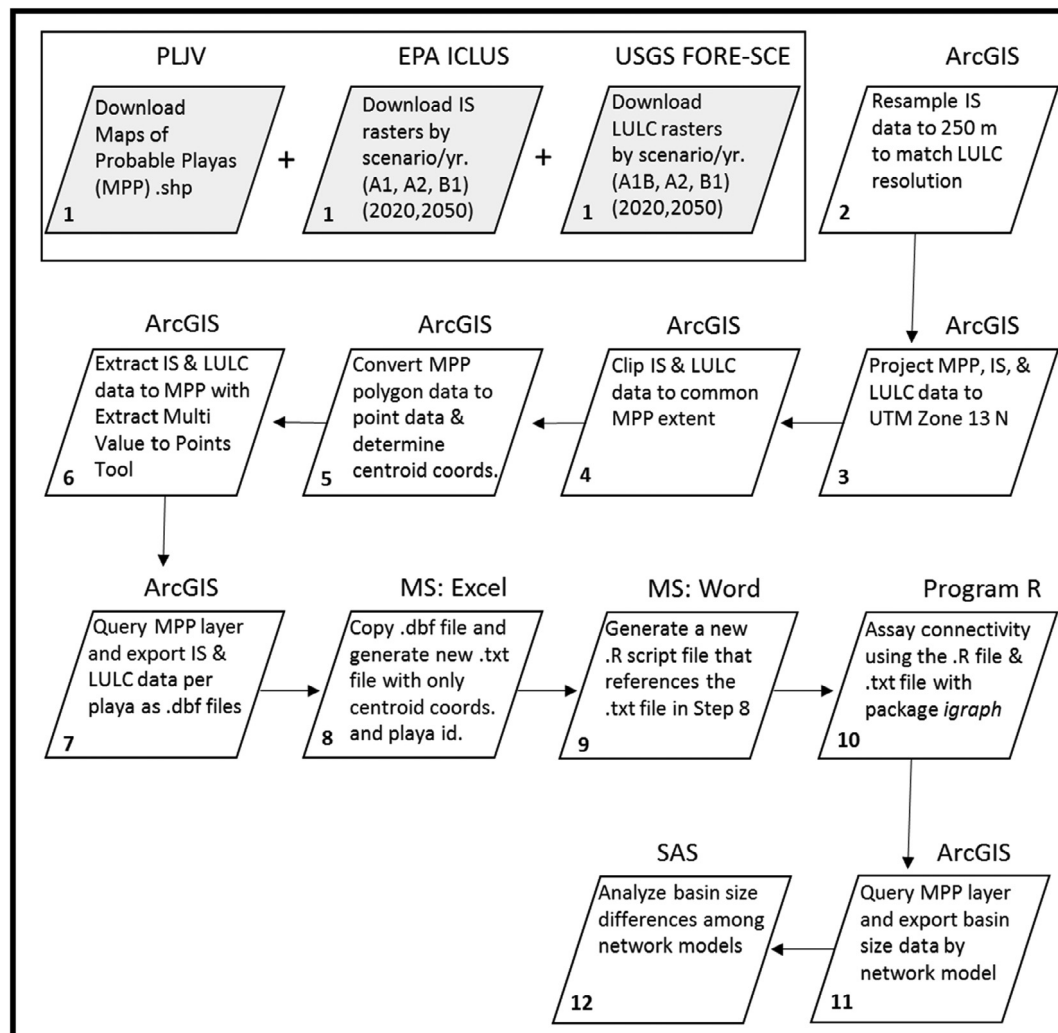 PLJV
Download
Maps of
Probable Playas
(MPP) .shp
1
+
EPA ICLUS
Download IS
rasters by
scenario/yr.
(A1, A2, B1)
(2020,2050)
1
+
USGS FORE-SCE
Download
LULC rasters
by scenario/yr.
(A1B, A2, B1)
(2020,2050)
1
ArcGIS
Resample IS
data to 250 m
to match LULC
resolution
2
ArcGIS
Project MPP, IS, &
LULC data to
UTM Zone 13 N
3
ArcGIS
Clip IS & LULC
data to common
MPP extent
4
ArcGIS
Convert MPP
polygon data to
point data &
determine
centroid coords.
5
ArcGIS
Extract IS & LULC
data to MPP with
Extract Multi
Value to Points
Tool
6
ArcGIS
Query MPP layer
and export IS &
LULC data per
playa as .dbf files
7
MS: Excel
Copy .dbf file and
generate new .txt
file with only
centroid coords.
and playa id.
8
MS: Word
Generate a new
.R script file that
references the
.txt file in Step 8
9
Program R
Assay connectivity
using the .R file &
.txt file with
package igraph
10
ArcGIS
Query MPP layer
and export basin
size data by
network model
11
SAS
Analyze basin size
differences among
network models
12